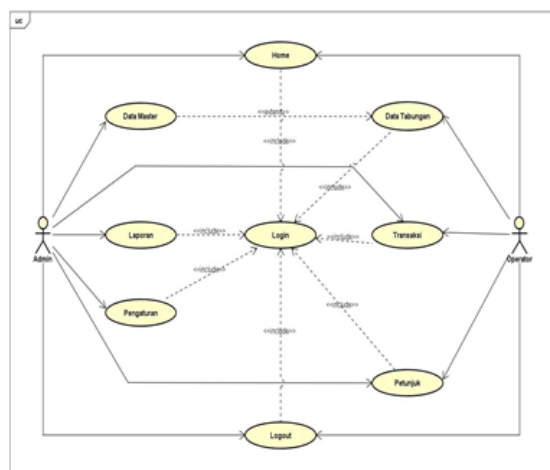 uc
Home
Data Master
<<extend>>
Data Tabungan
<<include>>
<<include>>
Admin
Laporan
<<include>>
Login
<<include>>
Transaksi
Operator
<<include>>
Pengaturan
<<include>>
<<include>>
Petunjuk
Logout